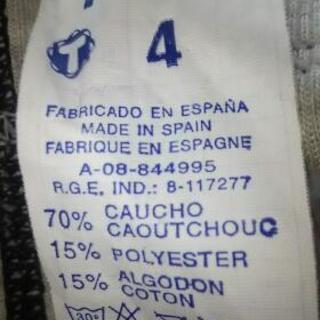 T 4
FABRICADO EN ESPAÑA
MADE IN SPAIN
FABRIQUE EN ESPAGNE
A-08-844995
R.G.E. IND.: 8-117277
70% CAUCHO
CAOUTCHOUC
15% POLYESTER
15% ALGODON
COTON
30°